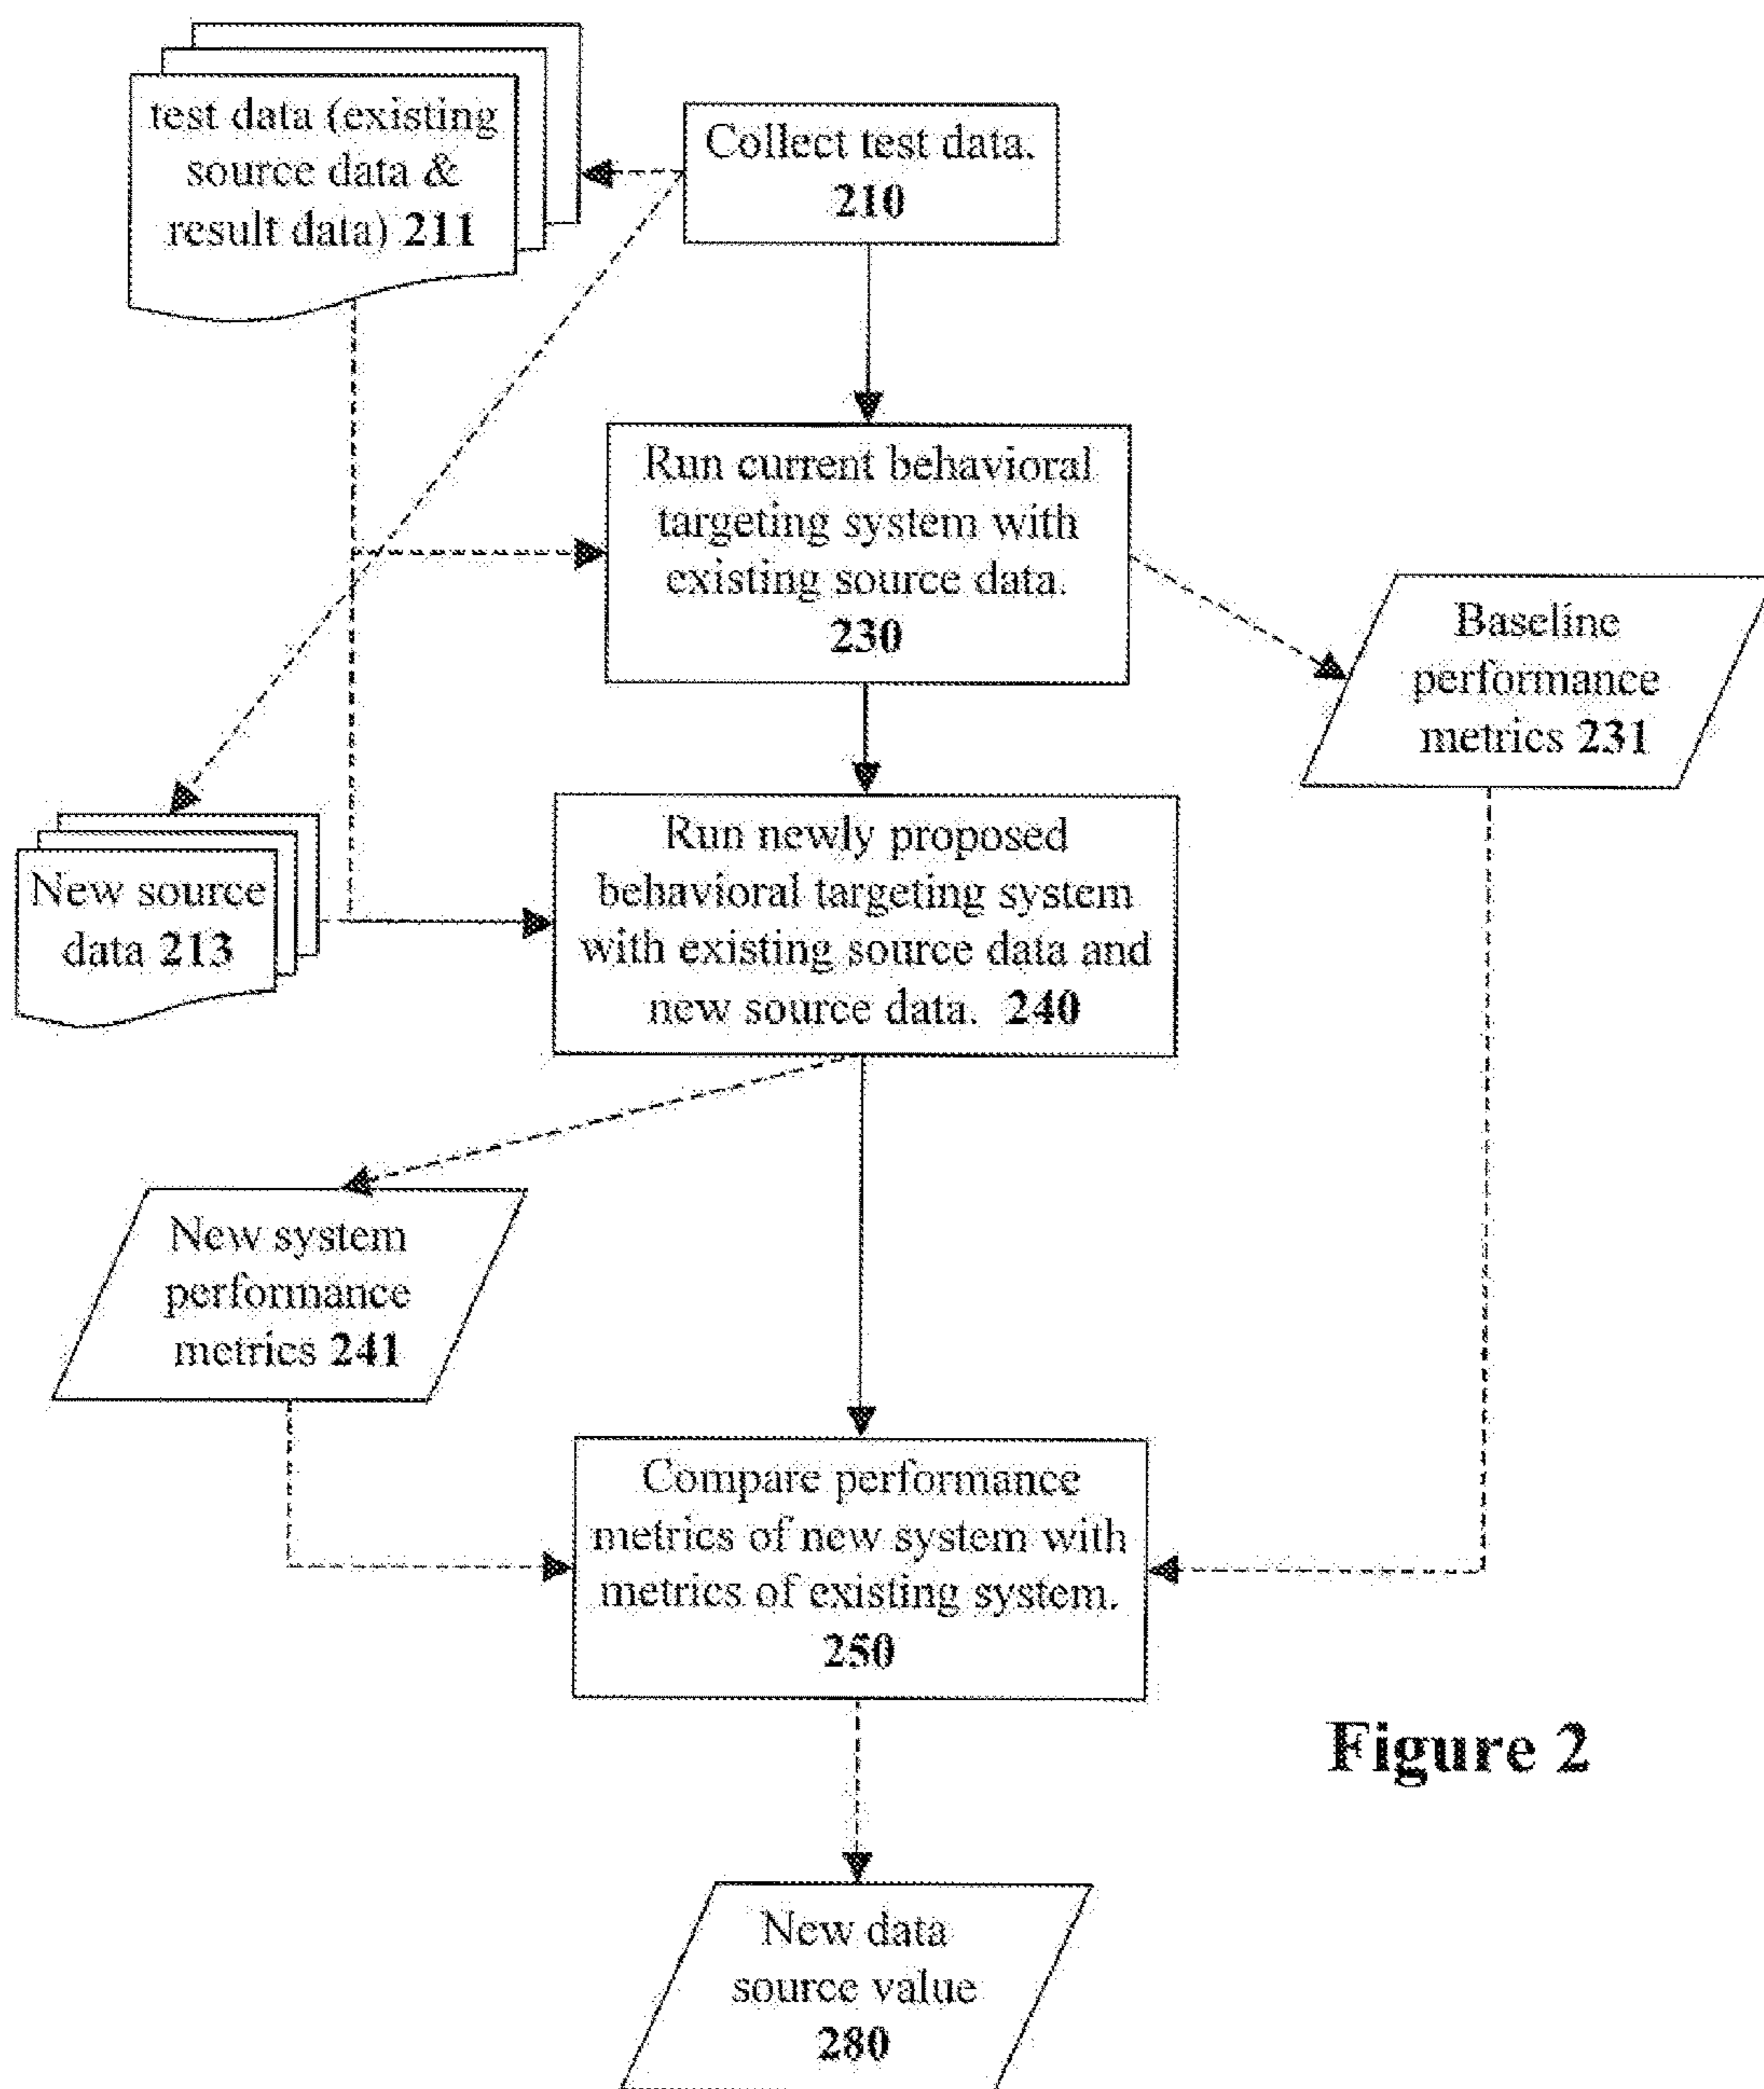 test data (existing
source data &
result data) 211
Collect test data.
210
Run current behavioral
targeting system with
existing source data.
230
Baseline
performance
metrics 231
New source
data 213
Run newly proposed
behavioral targeting system
with existing source data and
new source data. 240
New system
performance
metrics 241
Compare performance
metrics of new system with
metrics of existing system.
250
Figure 2
New data
source value
280